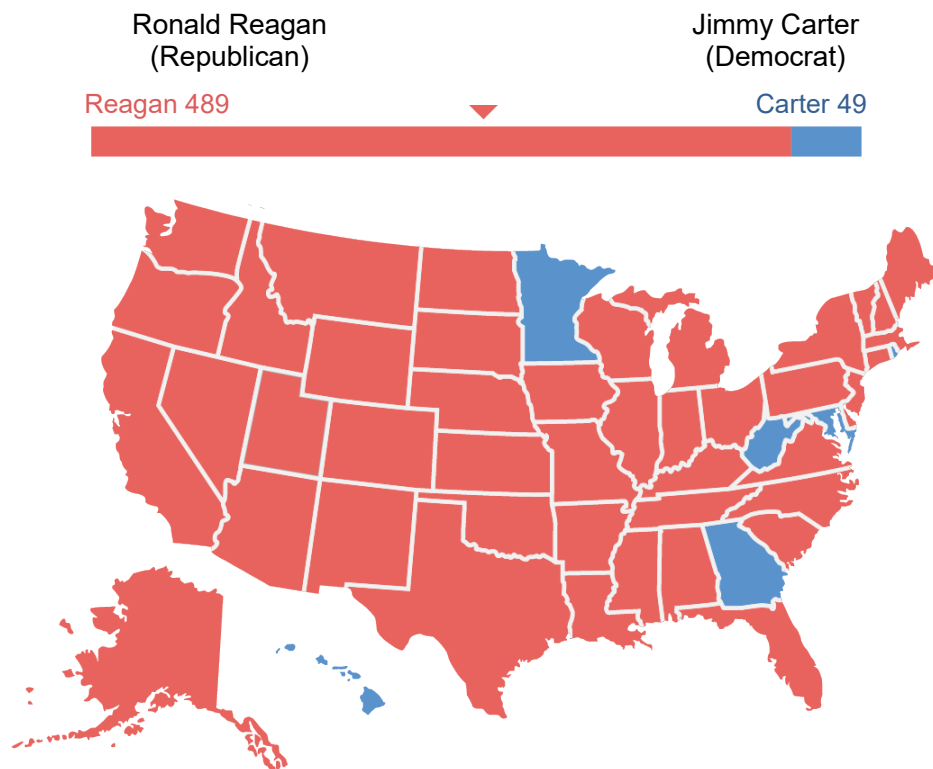 Ronald Reagan
(Republican)
Jimmy Carter
(Democrat)
Reagan 489
Carter 49